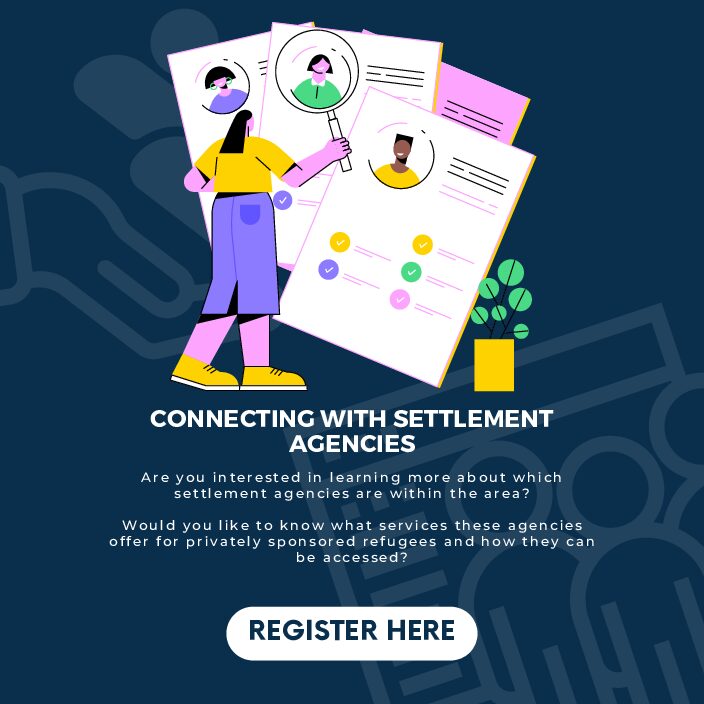 CONNECTING WITH SETTLEMENT
AGENCIES
Are you interested in learning more about which
settlement agencies are within the area?
Would you like to know what services these agencies
offer for privately sponsored refugees and how they can
be accessed?
REGISTER HERE